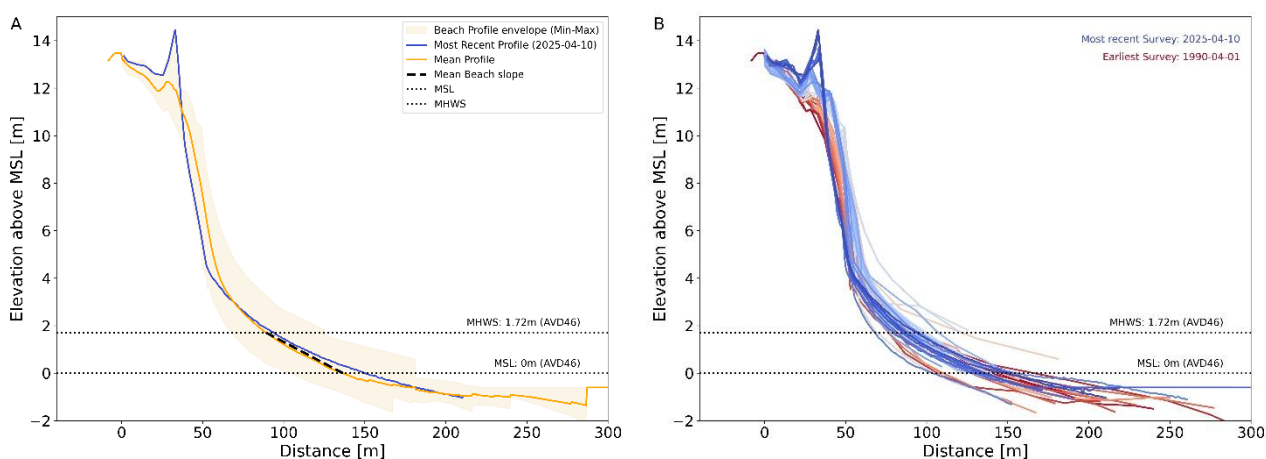 A
Beach Profile envelope (Min-Max)
Most Recent Profile (2025-04-10)
Mean Profile
Mean Beach slope
MSL
MHWS
MHWS: 1.72m (AVD46)
MSL: 0m (AVD46)
Elevation above MSL [m]
14
12
10
8
6
4
2
0
−2
0
50
100
150
200
250
300
Distance [m]
B
Most recent Survey: 2025-04-10
Earliest Survey: 1990-04-01
MHWS: 1.72m (AVD46)
MSL: 0m (AVD46)
Elevation above MSL [m]
14
12
10
8
6
4
2
0
−2
0
50
100
150
200
250
300
Distance [m]